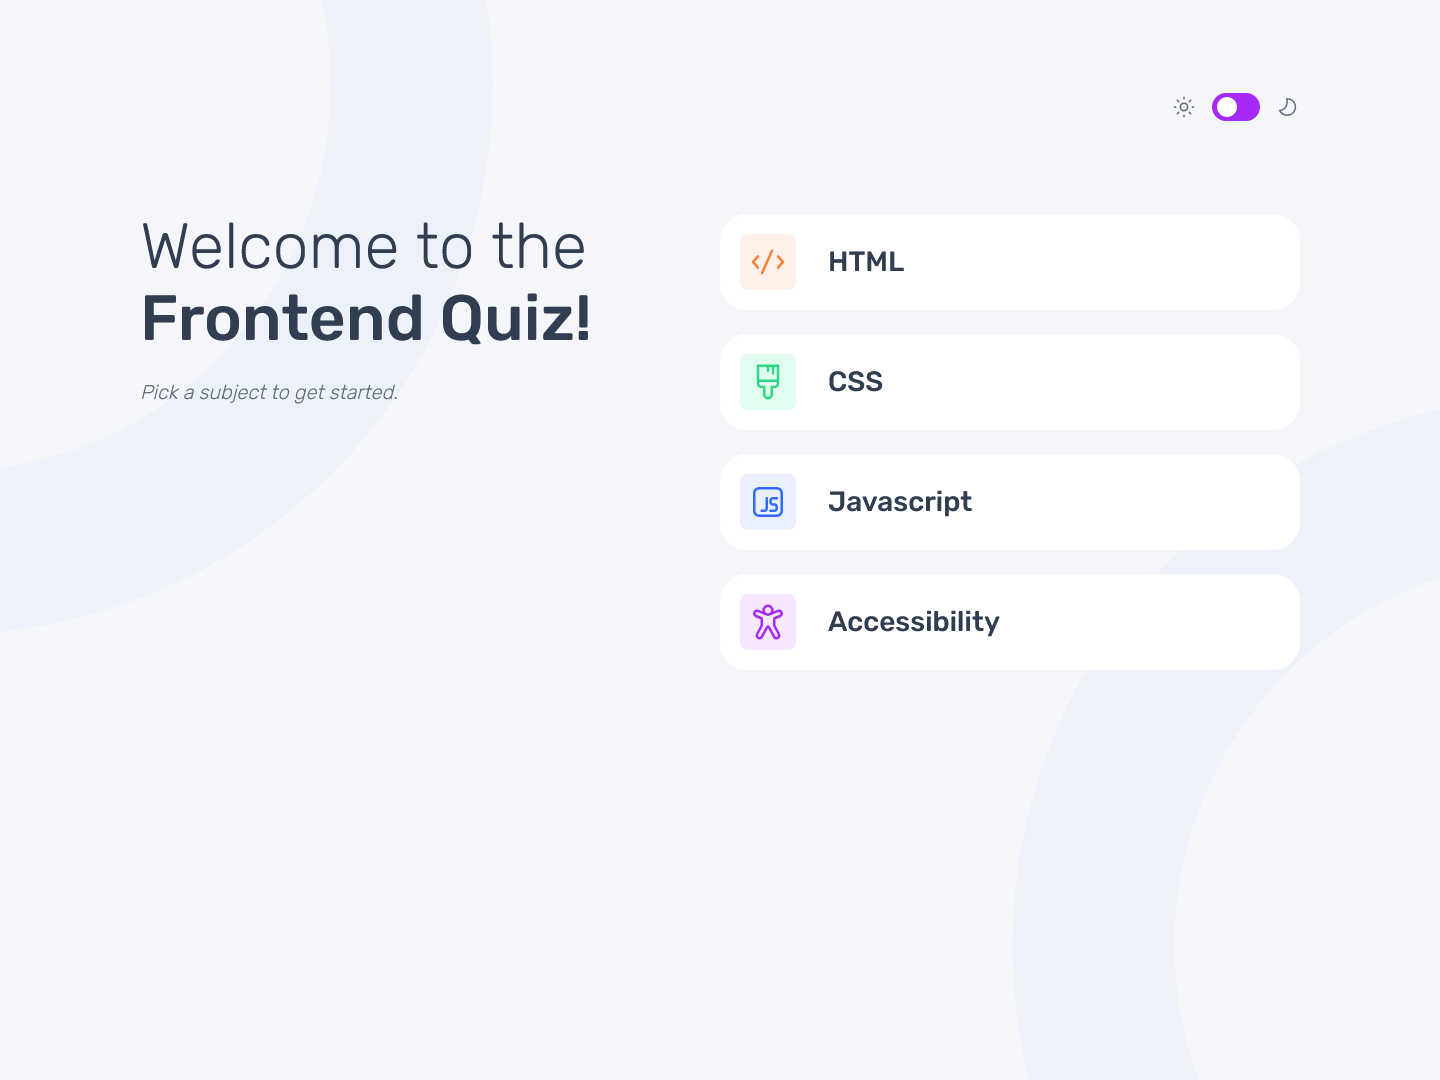 Welcome to the
Frontend Quiz!
Pick a subject to get started.
HTML
CSS
JS
Javascript
Accessibility